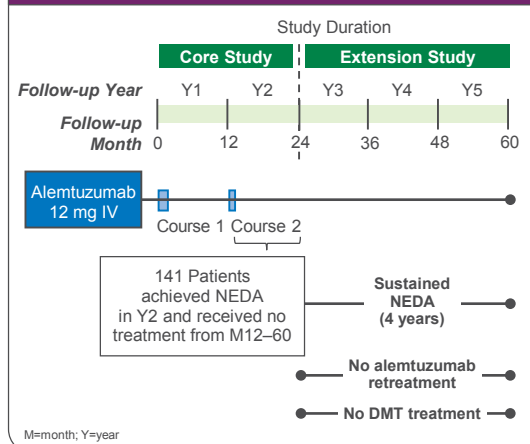 Study Duration
Core Study
Extension Study
Follow-up Year
Y1
Y2
Y3
Y4
Y5
Follow-up
Month
0
12
24
36
48
60
Alemtuzumab
12 mg IV
Course 1
Course 2
141 Patients
achieved NEDA
in Y2 and received no
treatment from M12–60
Sustained
NEDA
(4 years)
No alemtuzumab
retreatment
No DMT treatment
M=month; Y=year